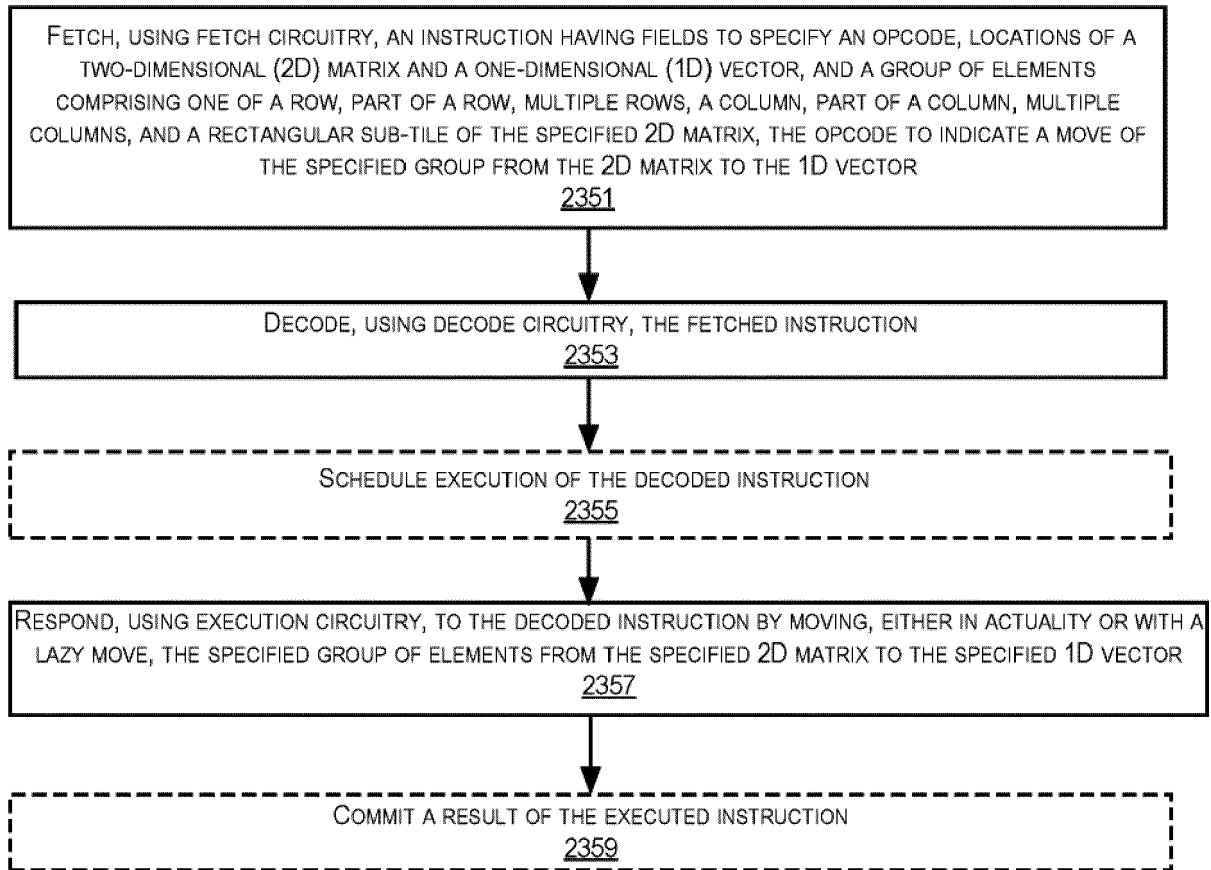 FETCH, USING FETCH CIRCUITRY, AN INSTRUCTION HAVING FIELDS TO SPECIFY AN OPCODE, LOCATIONS OF A
TWO-DIMENSIONAL (2D) MATRIX AND A ONE-DIMENSIONAL (1D) VECTOR, AND A GROUP OF ELEMENTS
COMPRISING ONE OF A ROW, PART OF A ROW, MULTIPLE ROWS, A COLUMN, PART OF A COLUMN, MULTIPLE
COLUMNS, AND A RECTANGULAR SUB-TILE OF THE SPECIFIED 2D MATRIX, THE OPCODE TO INDICATE A MOVE OF
THE SPECIFIED GROUP FROM THE 2D MATRIX TO THE 1D VECTOR
2351
DECODE, USING DECODE CIRCUITRY, THE FETCHED INSTRUCTION
2353
SCHEDULE EXECUTION OF THE DECODED INSTRUCTION
2355
RESPOND, USING EXECUTION CIRCUITRY, TO THE DECODED INSTRUCTION BY MOVING, EITHER IN ACTUALITY OR WITH A
LAZY MOVE, THE SPECIFIED GROUP OF ELEMENTS FROM THE SPECIFIED 2D MATRIX TO THE SPECIFIED 1D VECTOR
2357
COMMIT A RESULT OF THE EXECUTED INSTRUCTION
2359